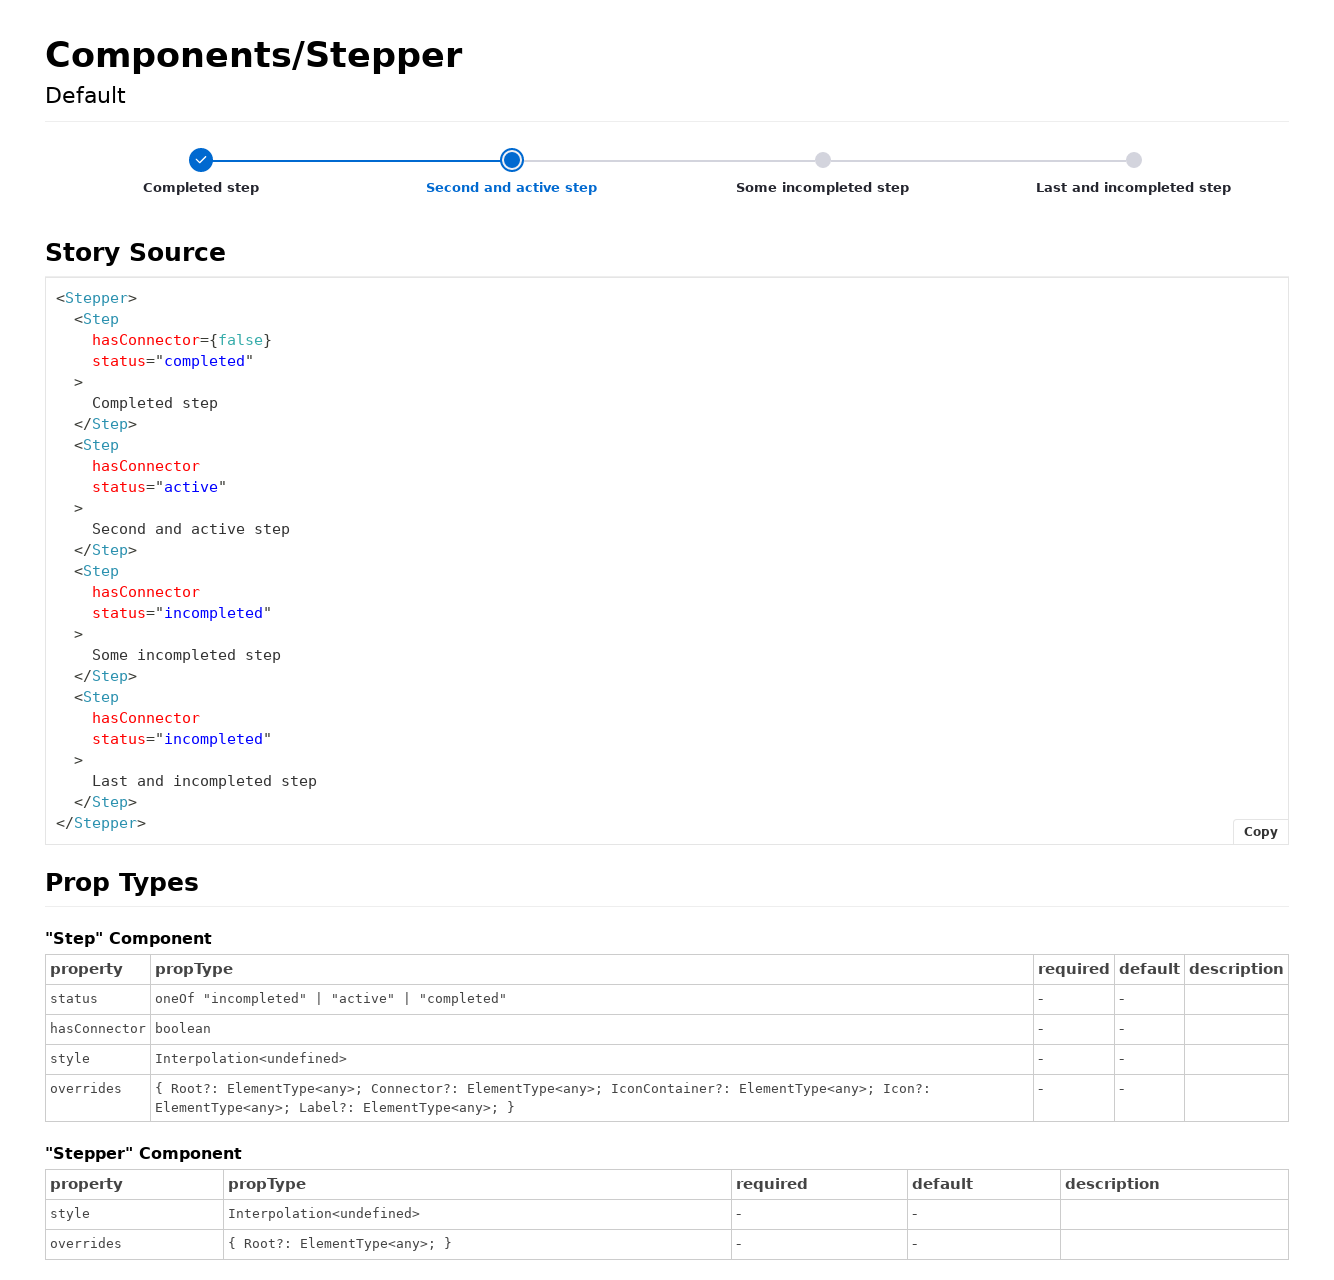 Components/Stepper
Default
Completed step
Second and active step
Some incompleted step
Last and incompleted step
Story Source
<Stepper>
  <Step
    hasConnector={false}
    status="completed"
  >
    Completed step
  </Step>
  <Step
    hasConnector
    status="active"
  >
    Second and active step
  </Step>
  <Step
    hasConnector
    status="incompleted"
  >
    Some incompleted step
  </Step>
  <Step
    hasConnector
    status="incompleted"
  >
    Last and incompleted step
  </Step>
</Stepper>
Copy
Prop Types
"Step" Component
property propType required default description
status oneOf "incompleted" | "active" | "completed" - -
hasConnector boolean - -
style Interpolation<undefined> - -
overrides { Root?: ElementType<any>; Connector?: ElementType<any>; IconContainer?: ElementType<any>; Icon?: - -
ElementType<any>; Label?: ElementType<any>; }
"Stepper" Component
property propType required default description
style Interpolation<undefined> - -
overrides { Root?: ElementType<any>; } - -